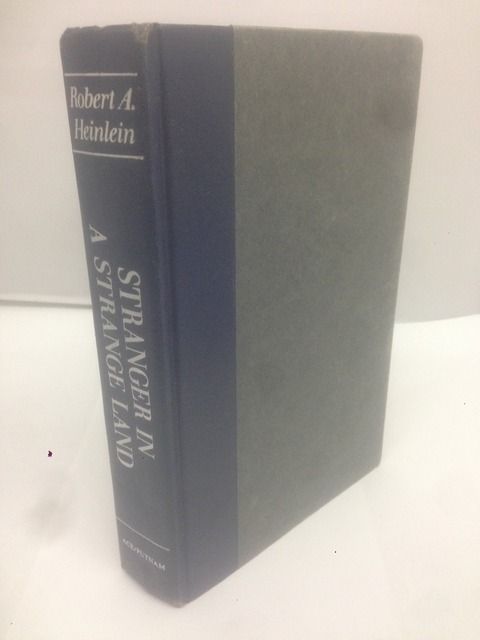 Robert A.
Heinlein
STRANGER IN
A STRANGE LAND
ACE/PUTNAM